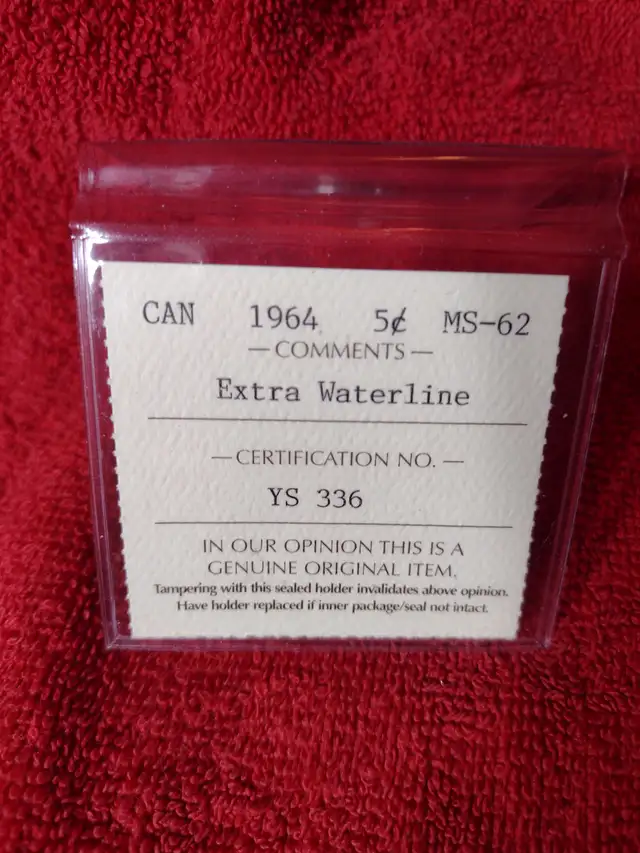 CAN 1964 5¢ MS-62
— COMMENTS —
Extra Waterline
— CERTIFICATION NO. —
YS 336
IN OUR OPINION THIS IS A
GENUINE ORIGINAL ITEM.
Tampering with this sealed holder invalidates above opinion.
Have holder replaced if inner package/seal not intact.